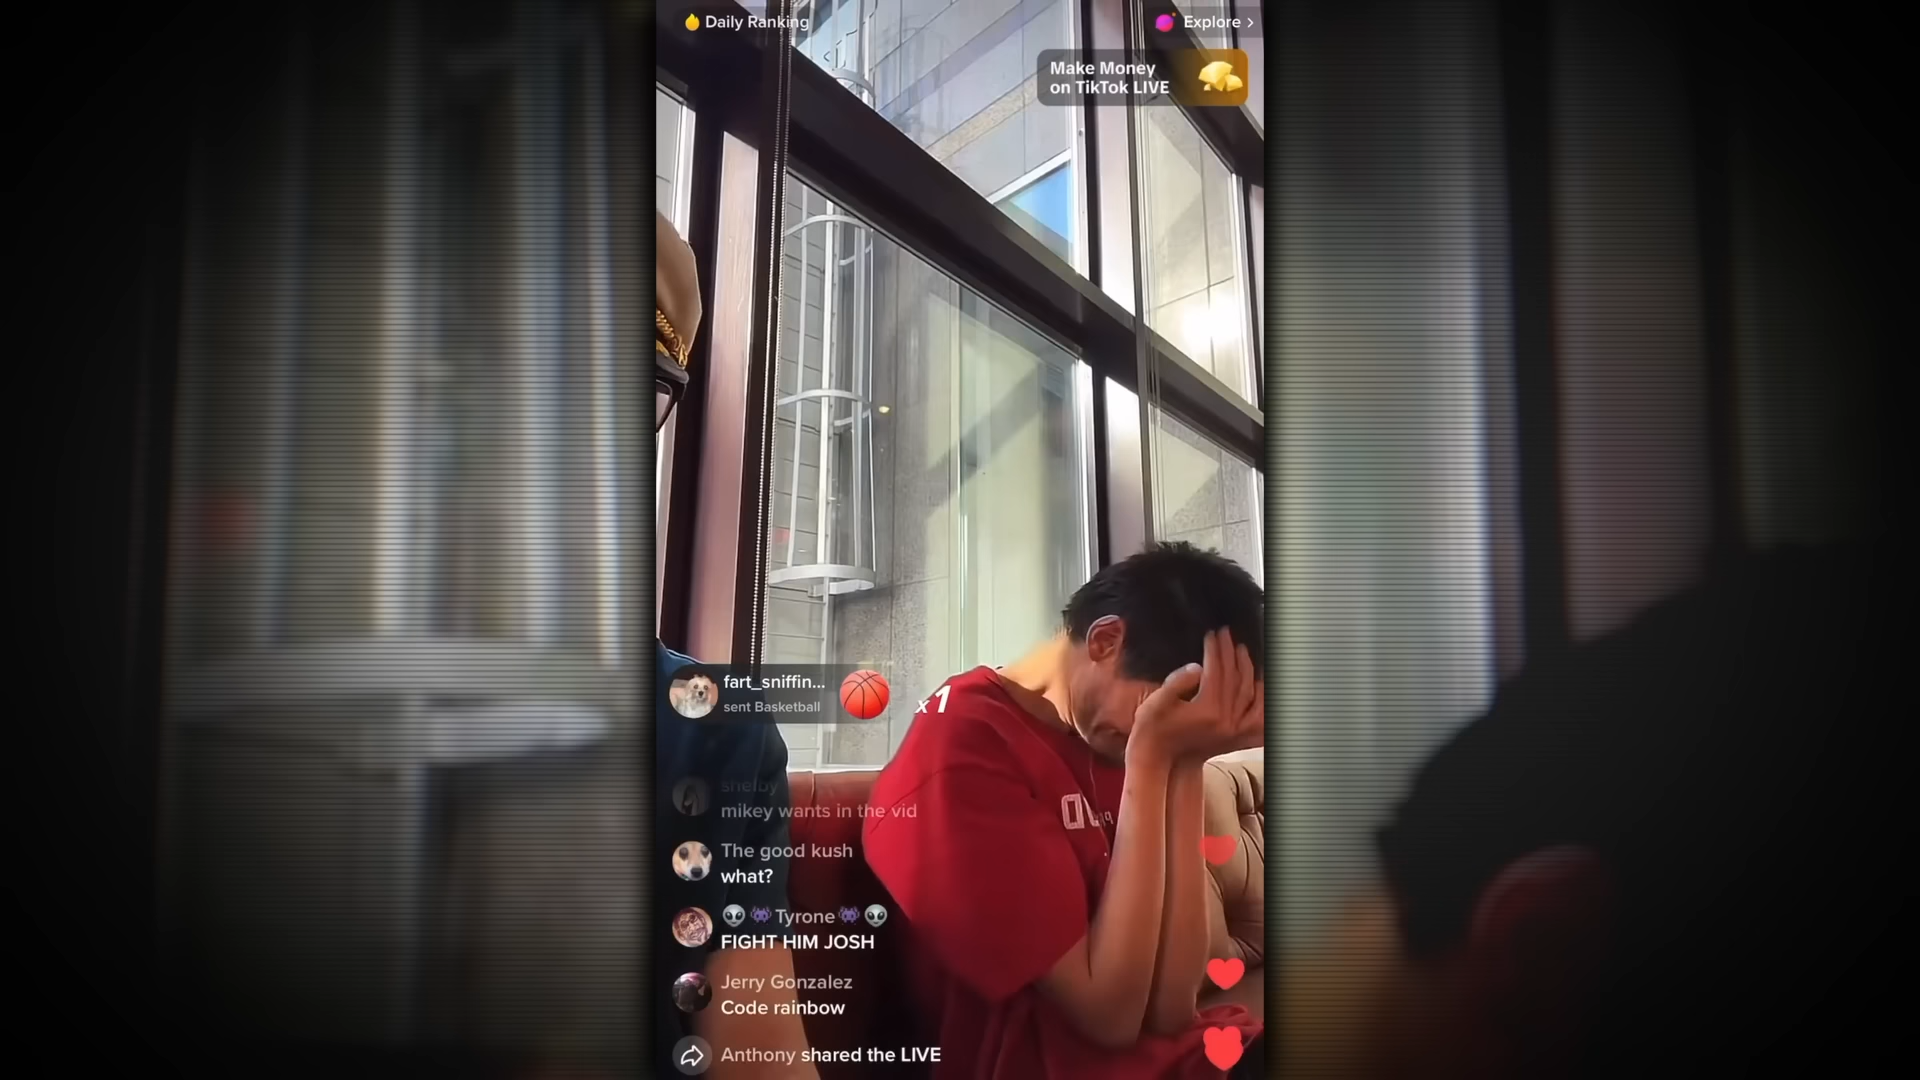 Daily Ranking
Explore >
Make Money
on TikTok LIVE
fart_sniffin...
sent Basketball
x1
shelby
mikey wants in the vid
The good kush
what?
👽👾Tyrone👾👽
FIGHT HIM JOSH
Jerry Gonzalez
Code rainbow
Anthony shared the LIVE